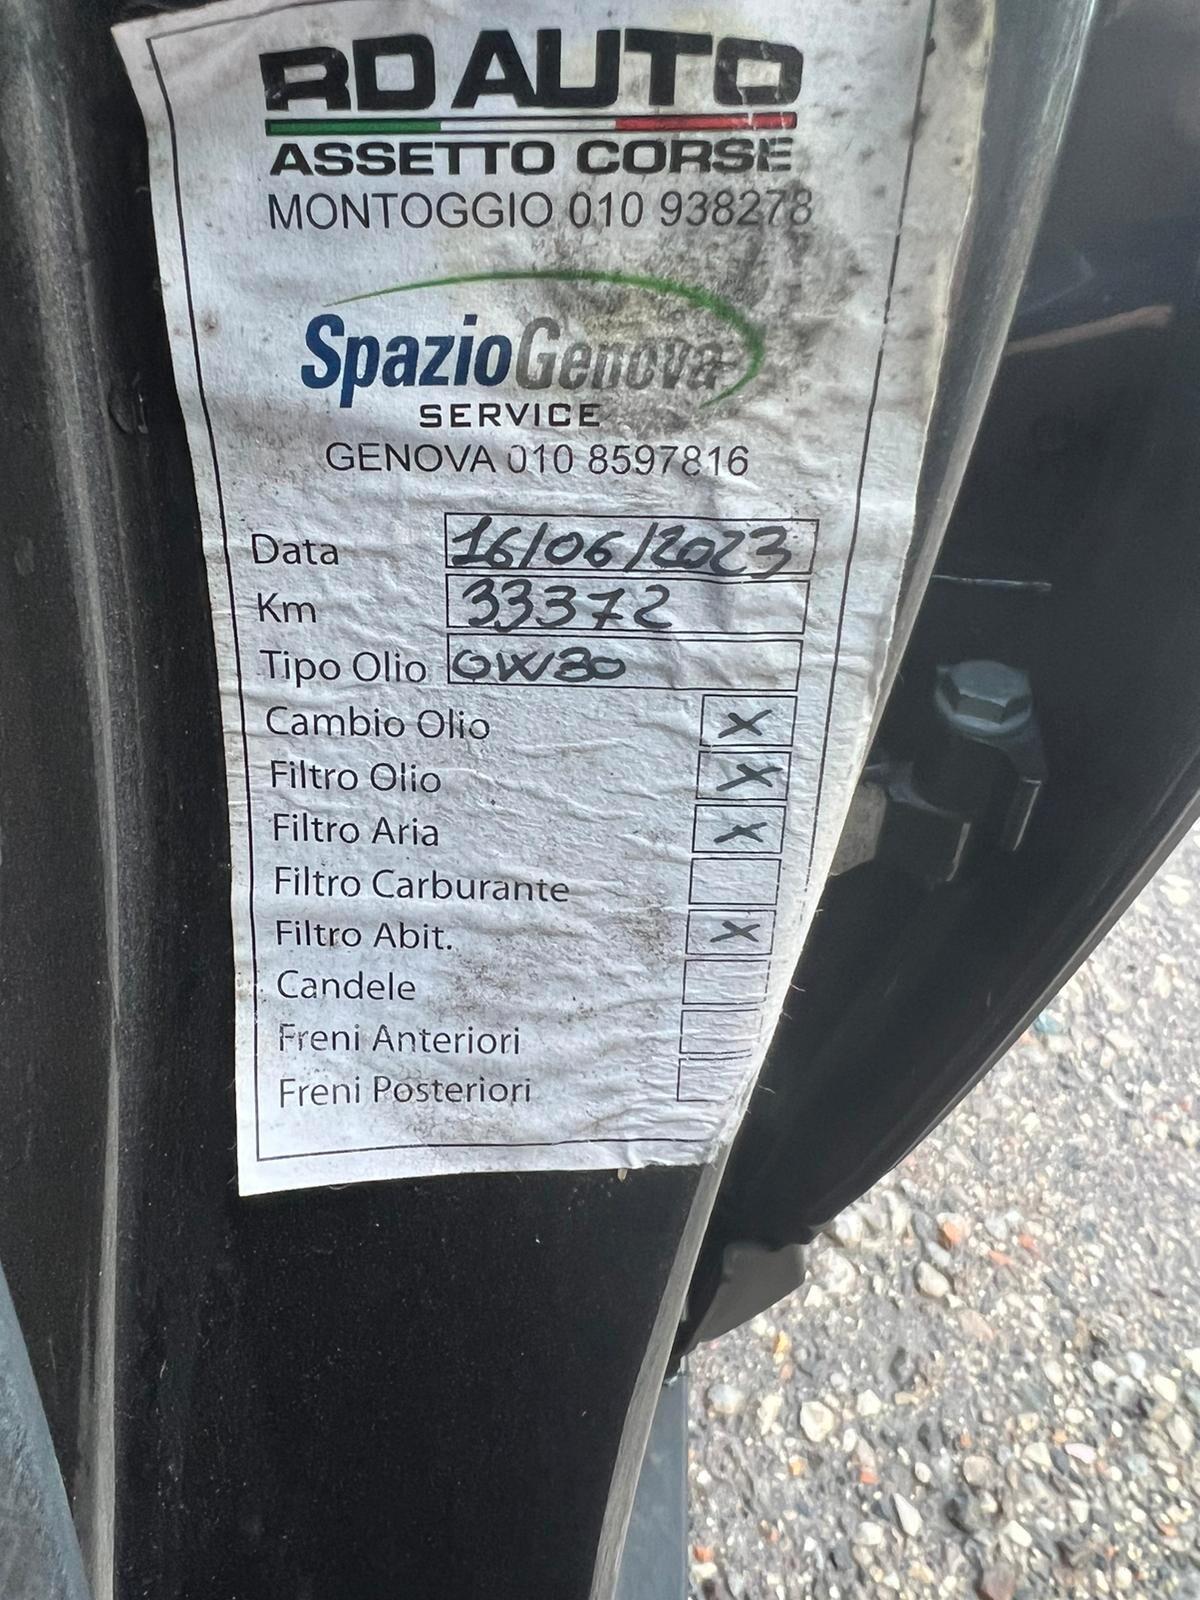 RD AUTO
ASSETTO CORSE
MONTOGGIO 010 938278
SpazioGenova
SERVICE
GENOVA 010 8597816
Data 16/06/2023
Km 33372
Tipo Olio 0W30
Cambio Olio X
Filtro Olio X
Filtro Aria X
Filtro Carburante
Filtro Abit. X
Candele
Freni Anteriori
Freni Posteriori